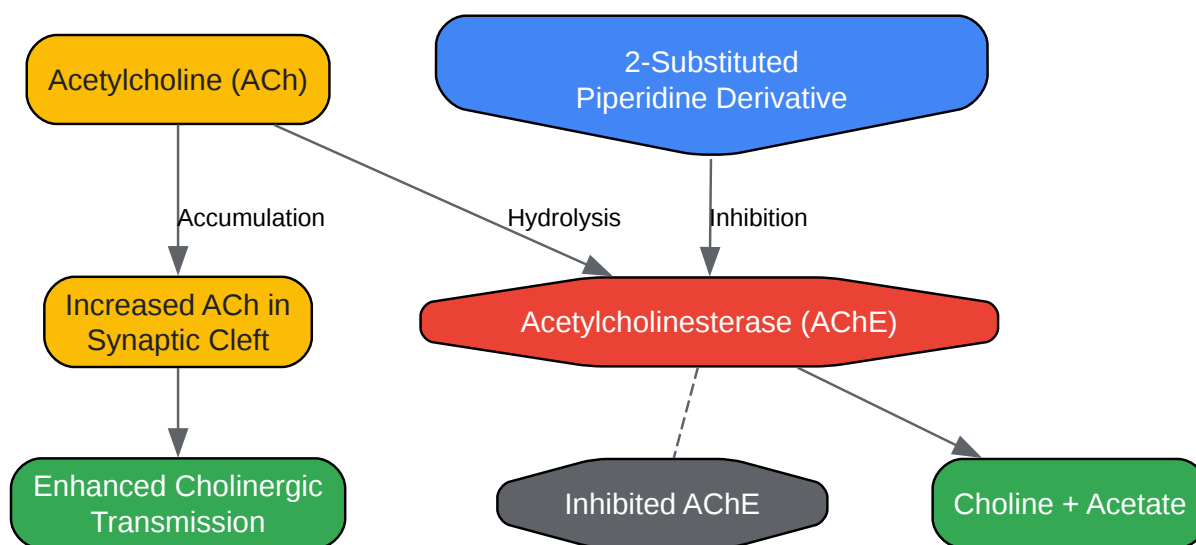 Acetylcholine (ACh)
2-Substituted
Piperidine Derivative
Accumulation
Hydrolysis
Inhibition
Increased ACh in
Synaptic Cleft
Acetylcholinesterase (AChE)
Enhanced Cholinergic
Transmission
Inhibited AChE
Choline + Acetate